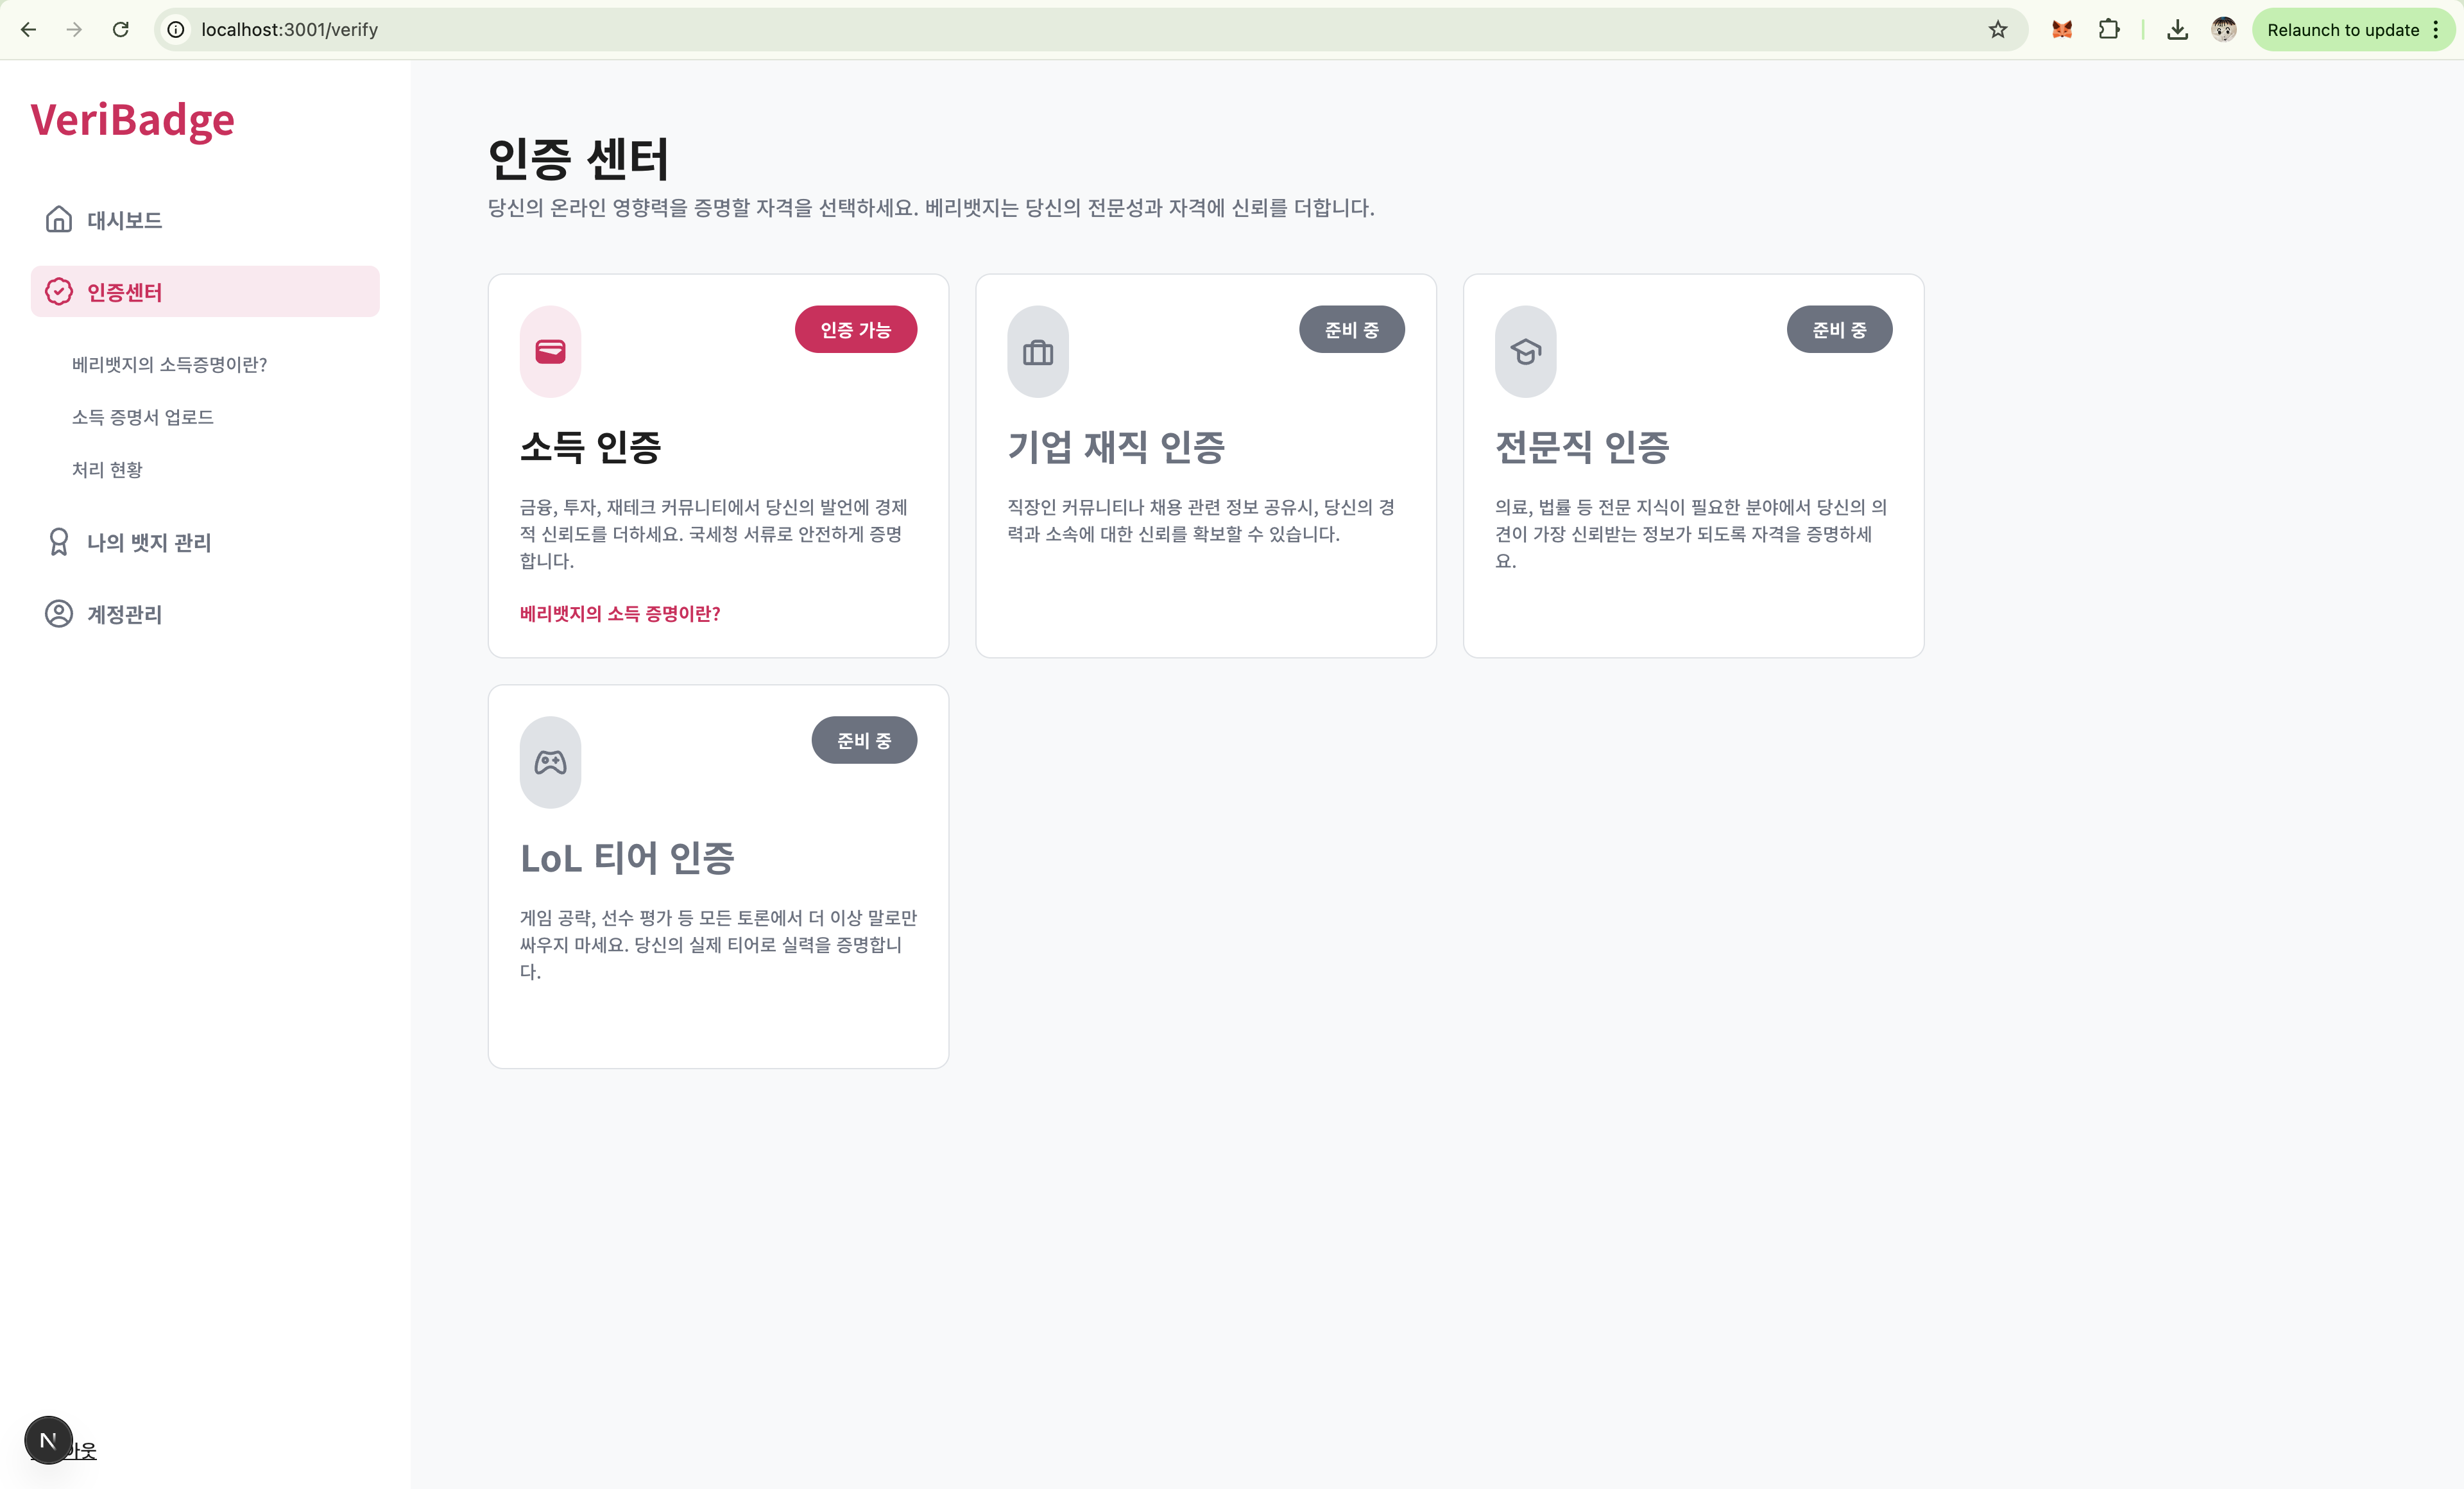 localhost:3001/verify
Relaunch to update
VeriBadge
대시보드
인증센터
베리뱃지의 소득증명이란?
소득 증명서 업로드
처리 현황
나의 뱃지 관리
계정관리
아웃
인증 센터
당신의 온라인 영향력을 증명할 자격을 선택하세요. 베리뱃지는 당신의 전문성과 자격에 신뢰를 더합니다.
인증 가능
소득 인증
금융, 투자, 재테크 커뮤니티에서 당신의 발언에 경제
적 신뢰도를 더하세요. 국세청 서류로 안전하게 증명
합니다.
베리뱃지의 소득 증명이란?
준비 중
기업 재직 인증
직장인 커뮤니티나 채용 관련 정보 공유시, 당신의 경
력과 소속에 대한 신뢰를 확보할 수 있습니다.
준비 중
전문직 인증
의료, 법률 등 전문 지식이 필요한 분야에서 당신의 의
견이 가장 신뢰받는 정보가 되도록 자격을 증명하세
요.
준비 중
LoL 티어 인증
게임 공략, 선수 평가 등 모든 토론에서 더 이상 말로만
싸우지 마세요. 당신의 실제 티어로 실력을 증명합니
다.
N